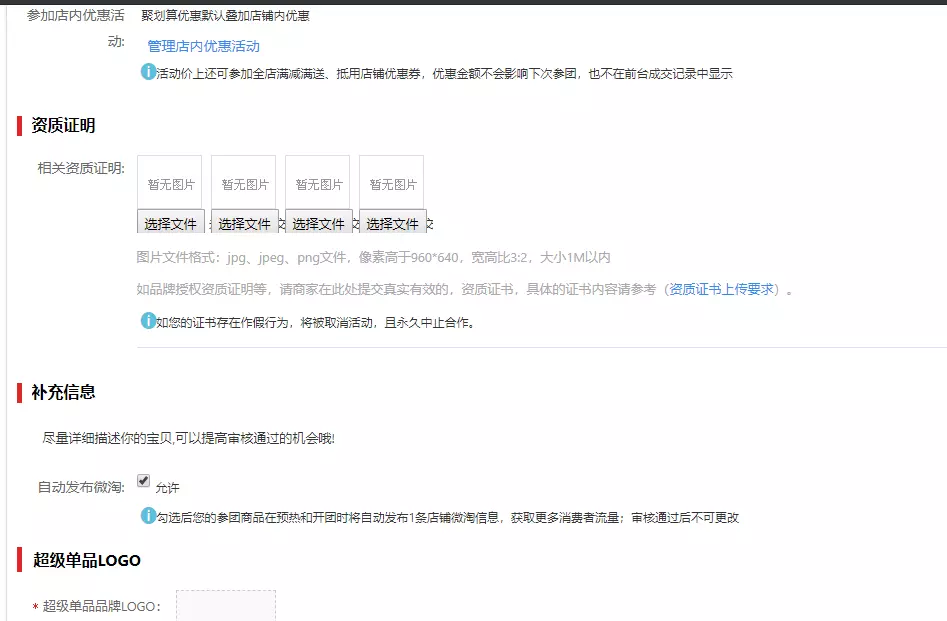 参加店内优惠活 聚划算优惠默认叠加店铺内优惠
动: 管理店内优惠活动
活动价上还可参加全店满减满送、抵用店铺优惠券，优惠金额不会影响下次参团，也不在前台成交记录中显示
资质证明
相关资质证明: 暂无图片 暂无图片 暂无图片 暂无图片
选择文件 选择文件 选择文件 选择文件
图片文件格式：jpg、jpeg、png文件，像素高于960*640，宽高比3:2，大小1M以内
如品牌授权资质证明等，请商家在此处提交真实有效的，资质证书，具体的证书内容请参考（资质证书上传要求）。
如您的证书存在作假行为，将被取消活动，且永久中止合作。
补充信息
尽量详细描述你的宝贝,可以提高审核通过的机会哦!
自动发布微淘: 允许
勾选后您的参团商品在预热和开团时将自动发布1条店铺微淘信息，获取更多消费者流量；审核通过后不可更改
超级单品LOGO
* 超级单品品牌LOGO：